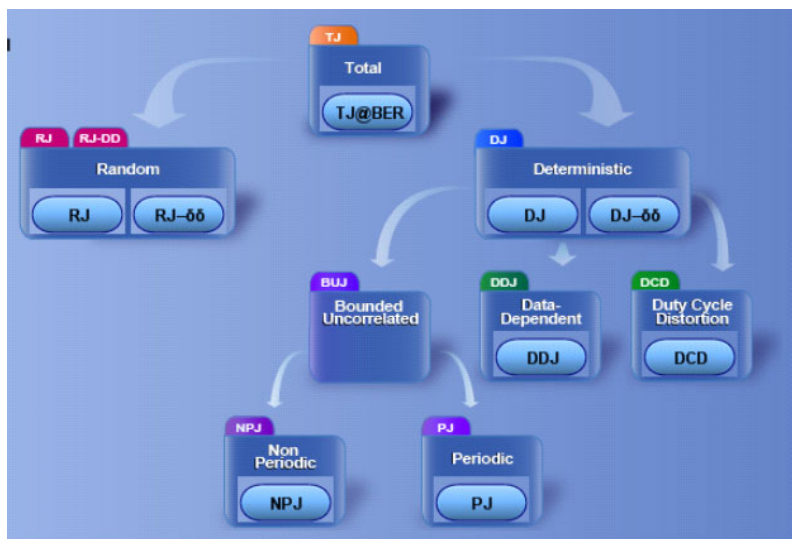 TJ
Total
TJ@BER
RJ RJ-DD
Random
RJ RJ–δδ
DJ
Deterministic
DJ DJ–δδ
BUJ
Bounded
Uncorrelated
DDJ
Data-
Dependent
DDJ
DCD
Duty Cycle
Distortion
DCD
NPJ
Non
Periodic
NPJ
PJ
Periodic
PJ